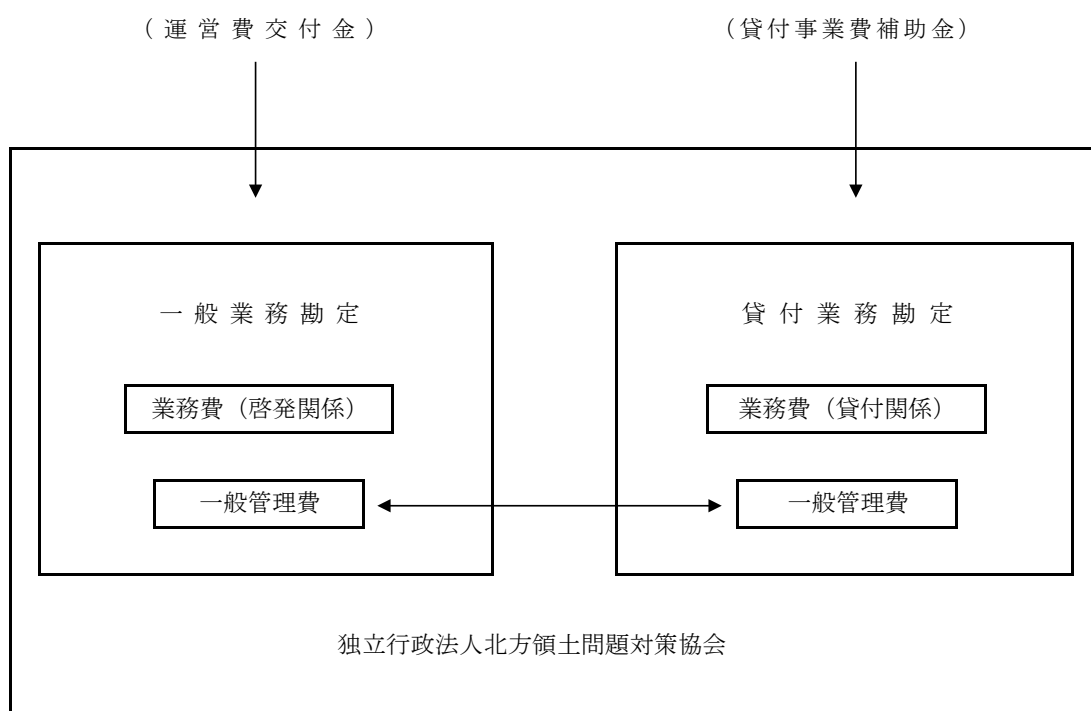 （運営費交付金）
（貸付事業費補助金）
一般業務勘定
貸付業務勘定
業務費（啓発関係）
業務費（貸付関係）
一般管理費
一般管理費
独立行政法人北方領土問題対策協会